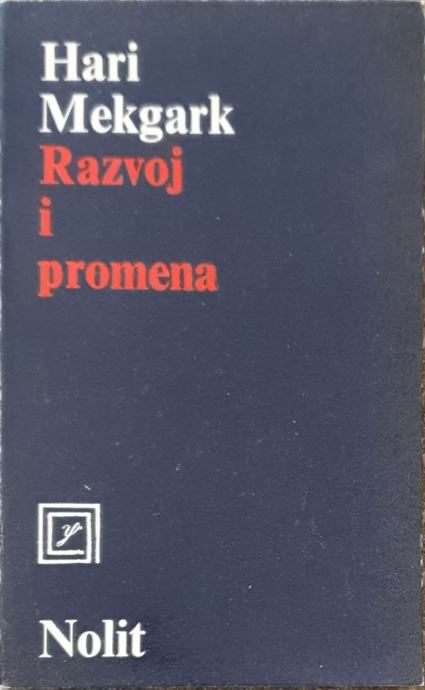 Hari
Mekgark
Razvoj
i
promena
Nolit